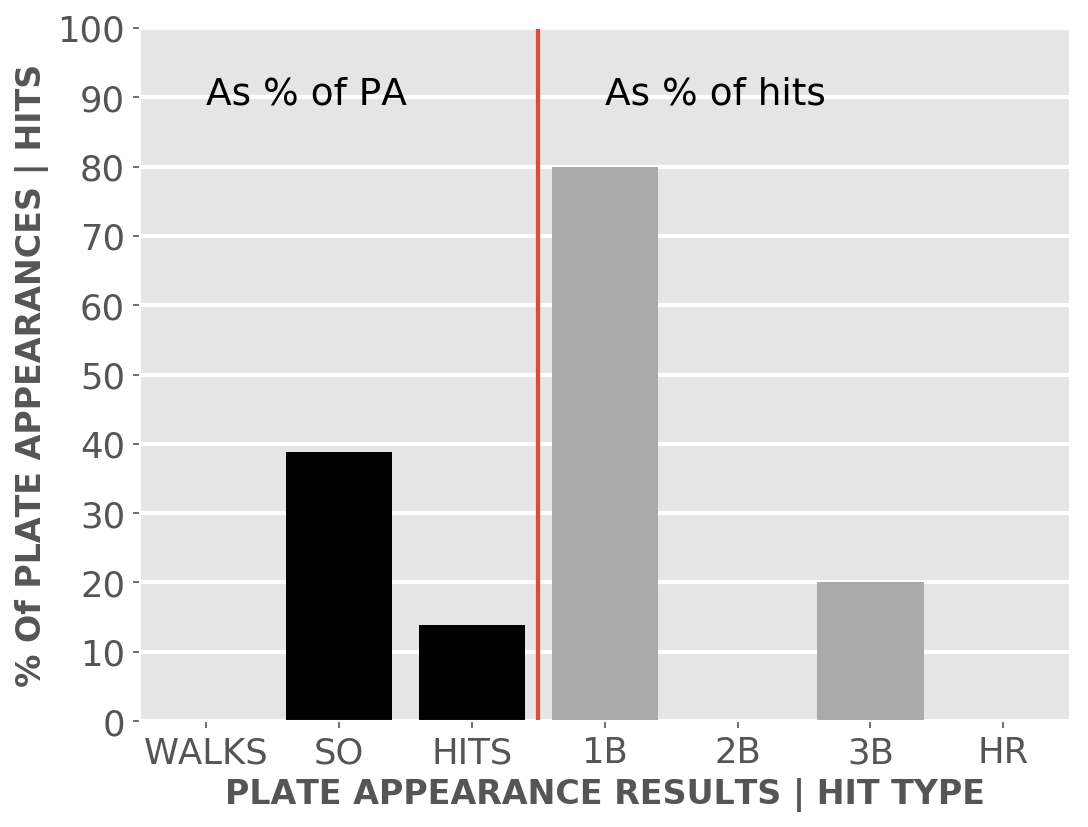 % Of PLATE APPEARANCES | HITS
100
90
80
70
60
50
40
30
20
10
0
As % of PA
As % of hits
WALKS SO HITS 1B 2B 3B HR
PLATE APPEARANCE RESULTS | HIT TYPE